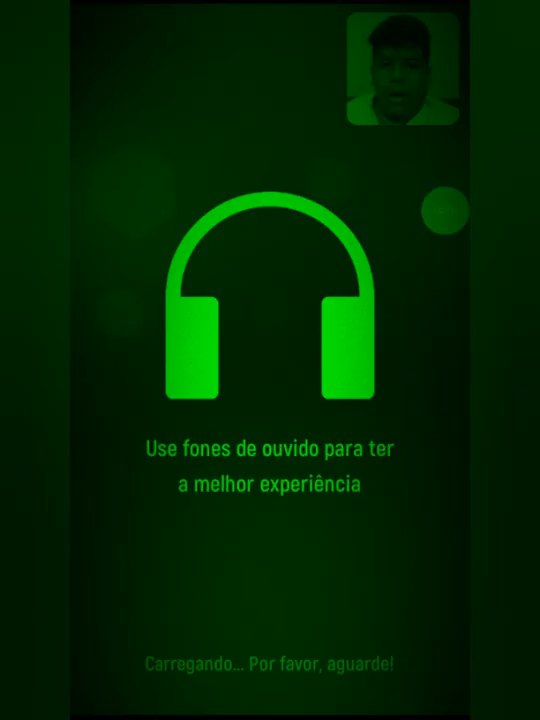 Use fones de ouvido para ter
a melhor experiência
Carregando... Por favor, aguarde!